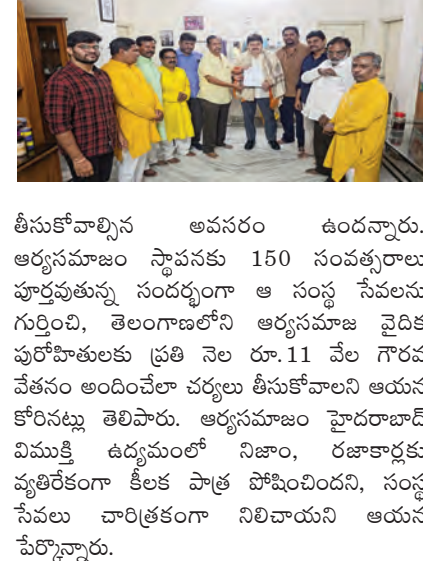 తీసుకోవాల్సిన అవసరం ఉందన్నారు.
ఆర్యసమాజం స్థాపనకు 150 సంవత్సరాలు
పూర్తవుతున్న సందర్భంగా ఆ సంస్థ సేవలను
గుర్తించి, తెలంగాణలోని ఆర్యసమాజ వైదిక
పురోహితులకు ప్రతి నెల రూ.11 వేల గౌరవ
వేతనం అందించేలా చర్యలు తీసుకోవాలని ఆయన
కోరినట్లు తెలిపారు. ఆర్యసమాజం హైదరాబాద్
విముక్తి ఉద్యమంలో నిజాం, రజాకార్లకు
వ్యతిరేకంగా కీలక పాత్ర పోషించిందని, సంస్థ
సేవలు చారిత్రకంగా నిలిచాయని ఆయన
పేర్కొన్నారు.